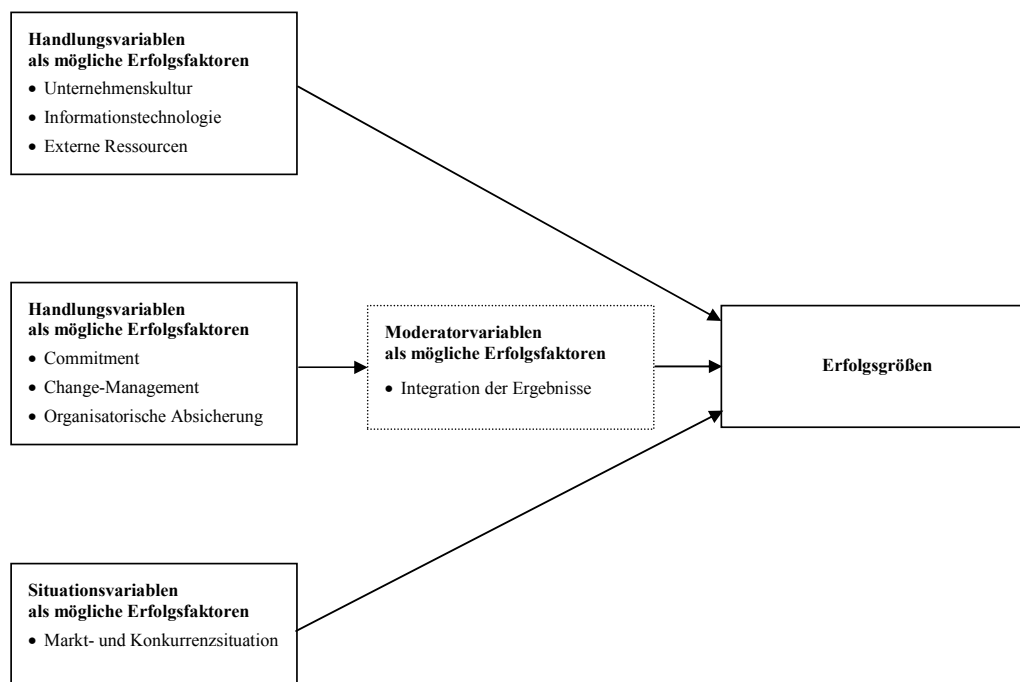 Handlungsvariablen
als mögliche Erfolgsfaktoren
• Unternehmenskultur
• Informationstechnologie
• Externe Ressourcen
Handlungsvariablen
als mögliche Erfolgsfaktoren
• Commitment
• Change-Management
• Organisatorische Absicherung
Moderatorvariablen
als mögliche Erfolgsfaktoren
• Integration der Ergebnisse
Erfolgsgrößen
Situationsvariablen
als mögliche Erfolgsfaktoren
• Markt- und Konkurrenzsituation